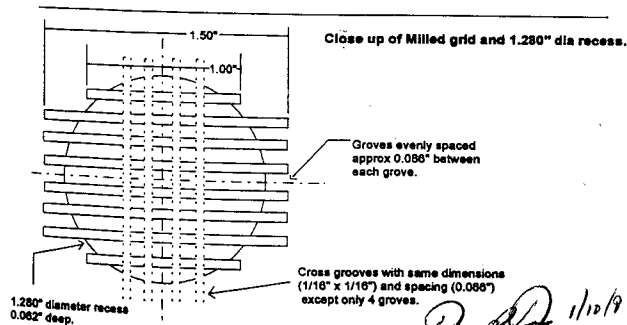 1.50"
Close up of Milled grid and 1.280" dia recess.
1.00"
Groves evenly spaced
approx 0.086" between
each grove.
Cross grooves with same dimensions
(1/16" x 1/16") and spacing (0.086")
except only 4 groves.
1.280" diameter recess
0.062" deep.
1/10/9